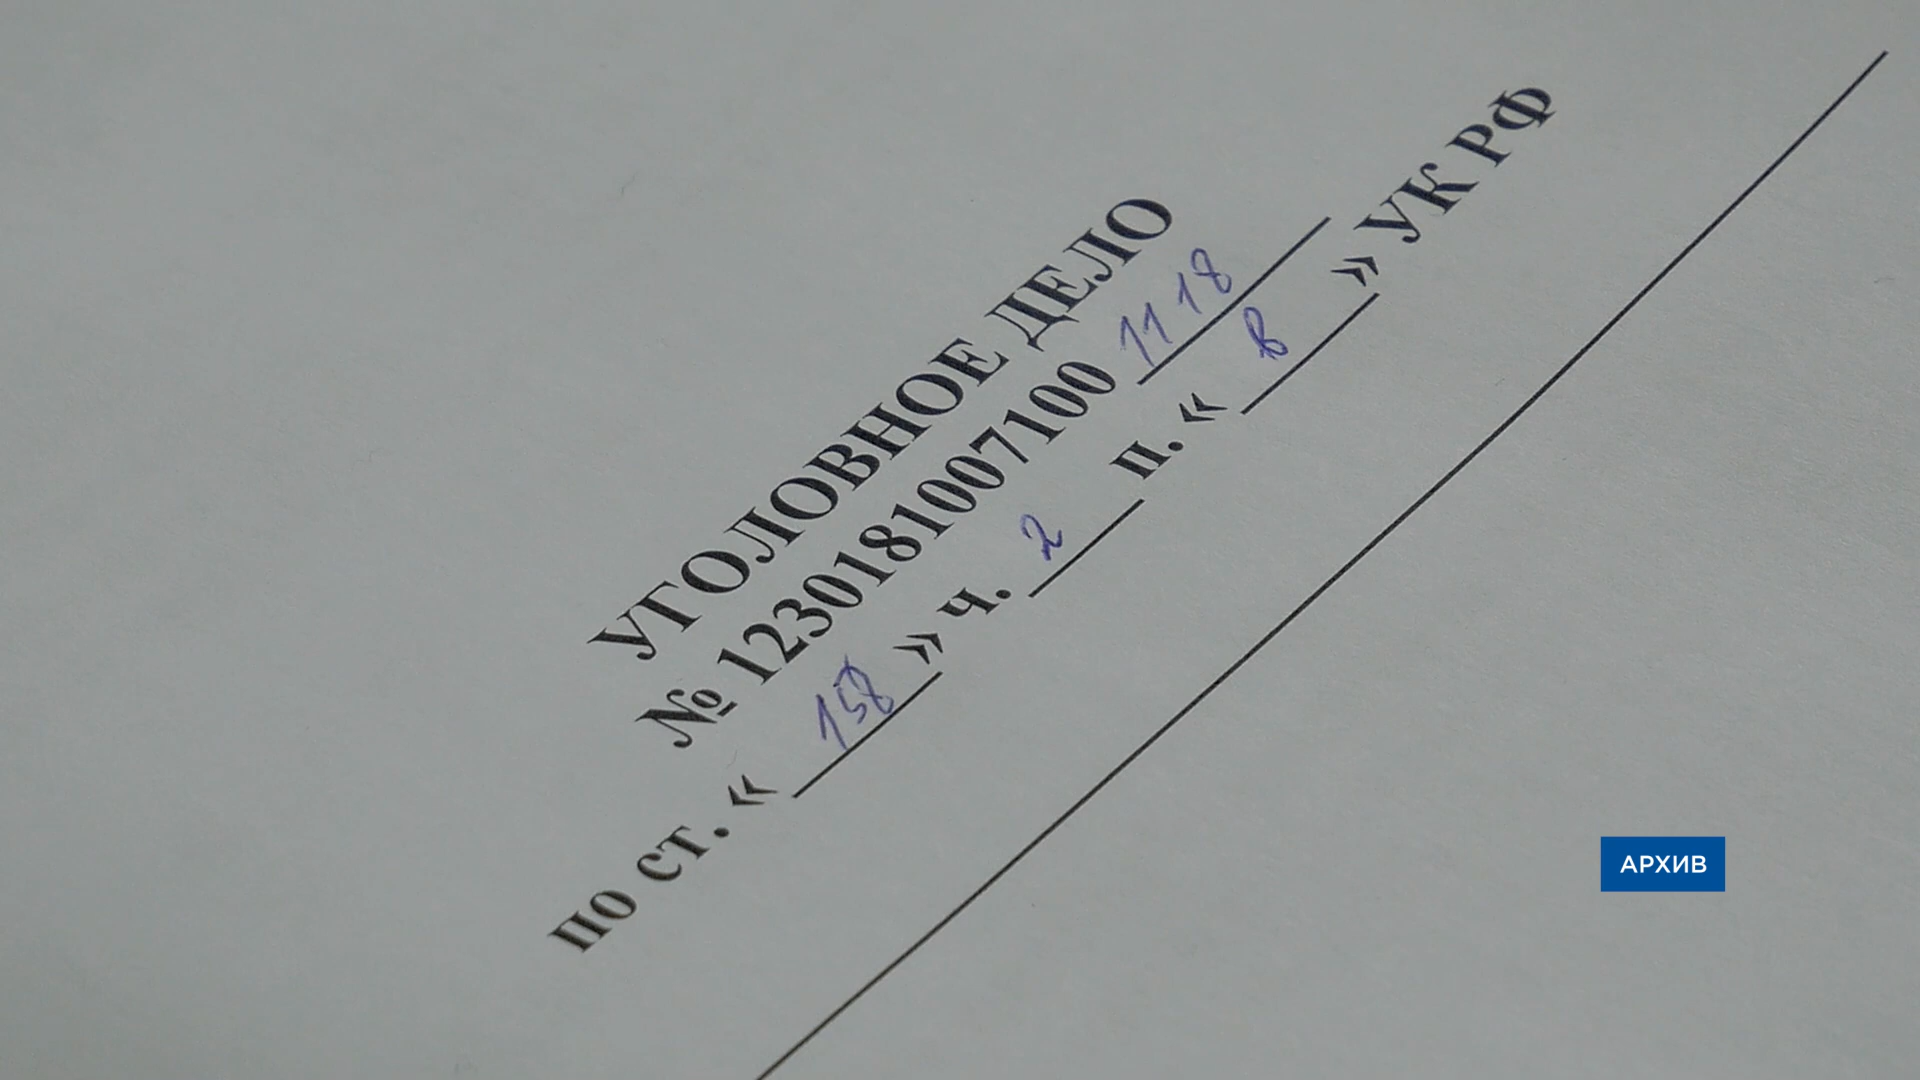 УГОЛОВНОЕ ДЕЛО
№ 12301810071001118
по ст. « 158 » ч. 2 п. « в » УК РФ
АРХИВ